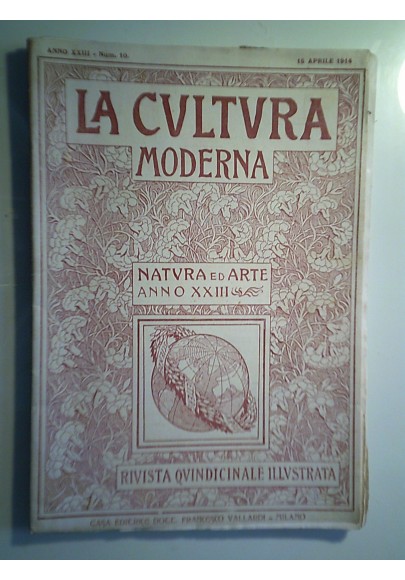 ANNO XXIII - Num. 10.
15 APRILE 1914
LA CVLTVRA
MODERNA
NATVRA ED ARTE
ANNO XXIII
RIVISTA QVINDICINALE ILLVSTRATA
CASA EDITRICE DOTT. FRANCESCO VALLARDI - MILANO